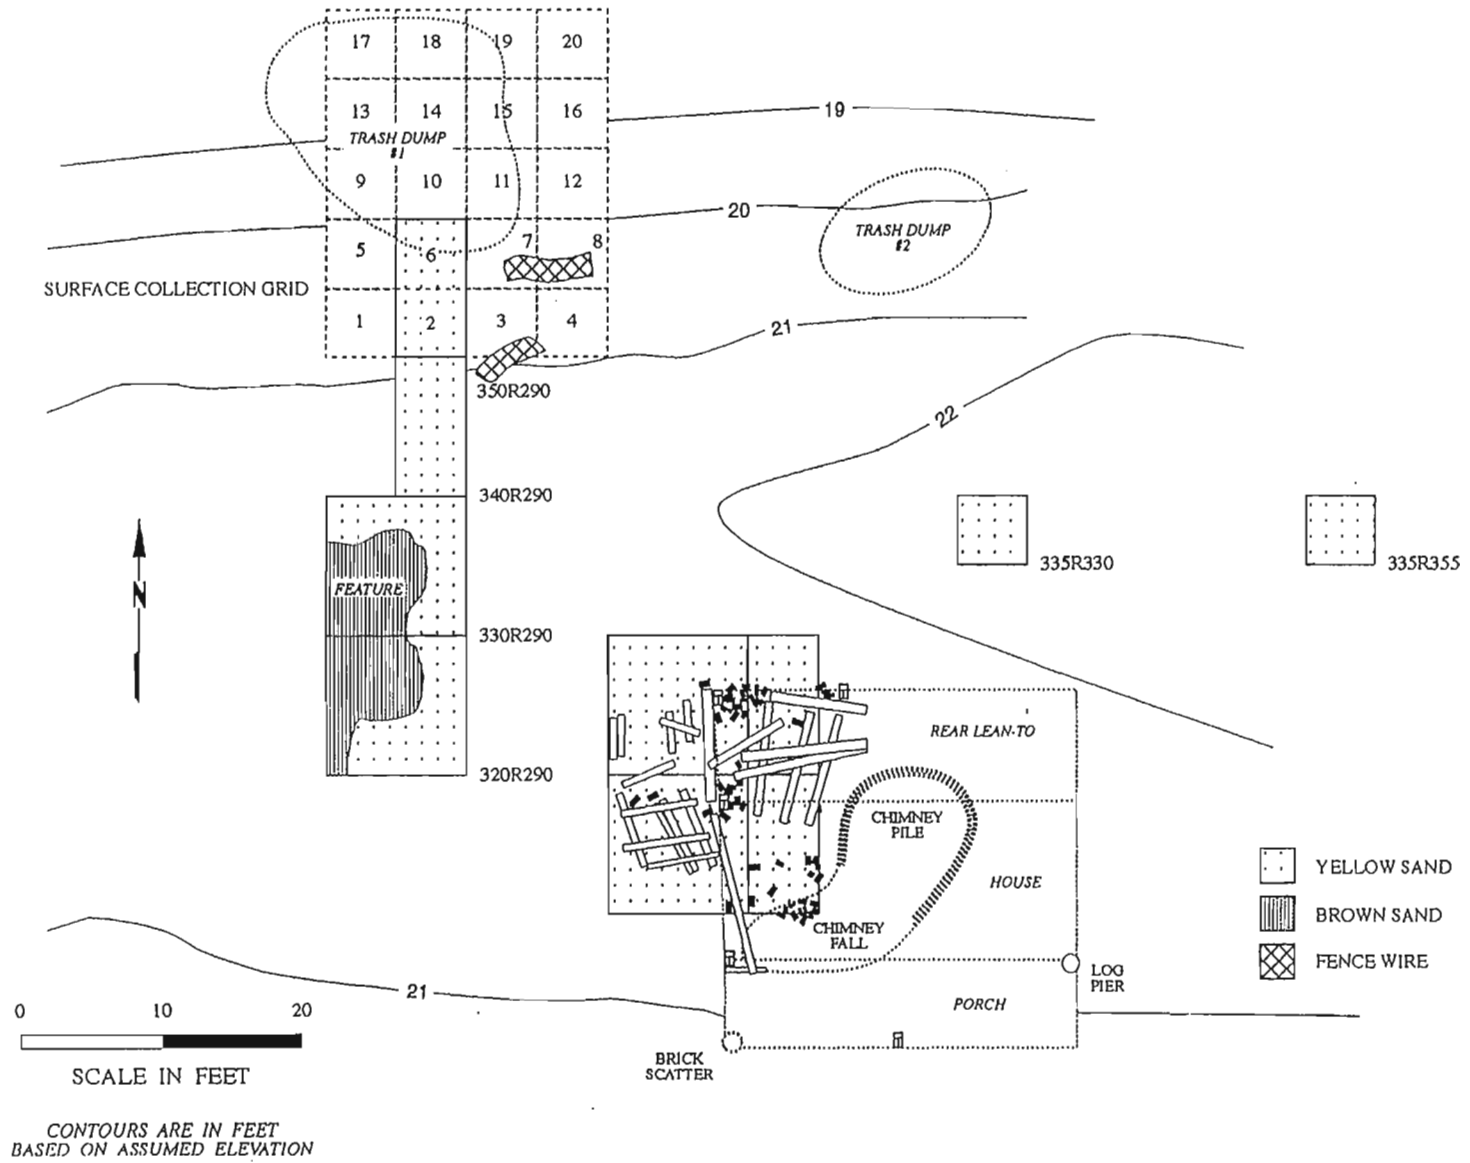 17 18 19 20
19
13 14 15 16
TRASH DUMP
#1
9 10 11 12
20
TRASH DUMP
#2
5 6 7 8
SURFACE COLLECTION GRID
1 2 3 4
21
350R290
22
340R290
335R330
335R355
N
FEATURE
330R290
REAR LEAN-TO
320R290
CHIMNEY
PILE
HOUSE
YELLOW SAND
BROWN SAND
FENCE WIRE
CHIMNEY
FALL
LOG
PIER
21
PORCH
0 10 20
SCALE IN FEET
BRICK
SCATTER
CONTOURS ARE IN FEET
BASED ON ASSUMED ELEVATION